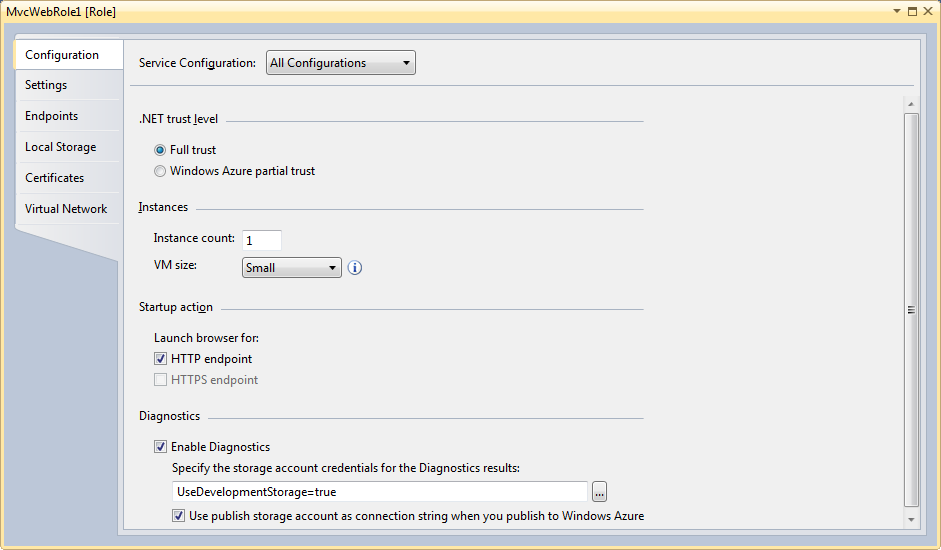 MvcWebRole1 [Role]
Configuration
Settings
Endpoints
Local Storage
Certificates
Virtual Network
Service Configuration: All Configurations
.NET trust level
Full trust
Windows Azure partial trust
Instances
Instance count: 1
VM size: Small
Startup action
Launch browser for:
HTTP endpoint
HTTPS endpoint
Diagnostics
Enable Diagnostics
Specify the storage account credentials for the Diagnostics results:
UseDevelopmentStorage=true ...
Use publish storage account as connection string when you publish to Windows Azure